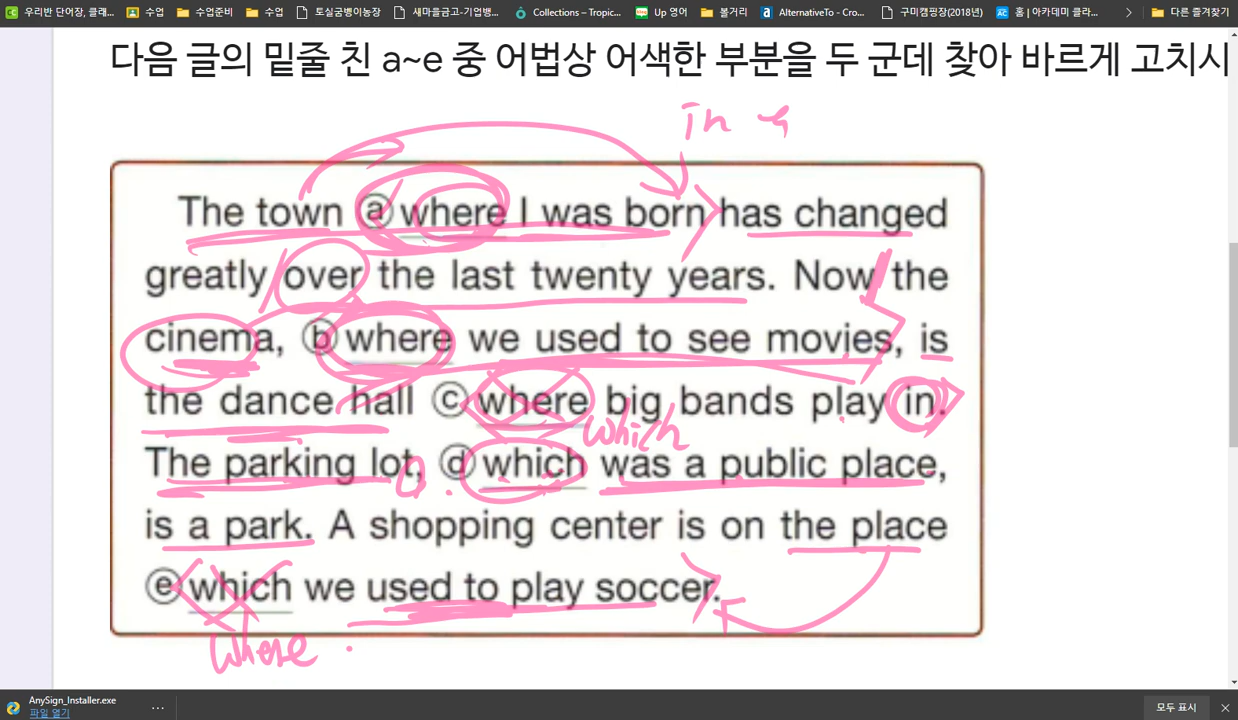 우리반 단어장, 클래... 수업 수업준비 수업 토실굼벵이농장 새마을금고-기업뱅... Collections – Tropic... Up 영어 볼거리 AlternativeTo - Cro... 구미캠핑장(2018년) 홈 | 아카데미 클라... 다른 즐겨찾기
다음 글의 밑줄 친 a~e 중 어법상 어색한 부분을 두 군데 찾아 바르게 고치시
in
The town ⓐ where I was born has changed
greatly over the last twenty years. Now the
cinema, ⓑ where we used to see movies, is
the dance hall ⓒ where big bands play in.
which
The parking lot, ⓓ which was a public place,
is a park. A shopping center is on the place
ⓔ which we used to play soccer.
where
AnySign_Installer.exe
파일 열기
모두 표시